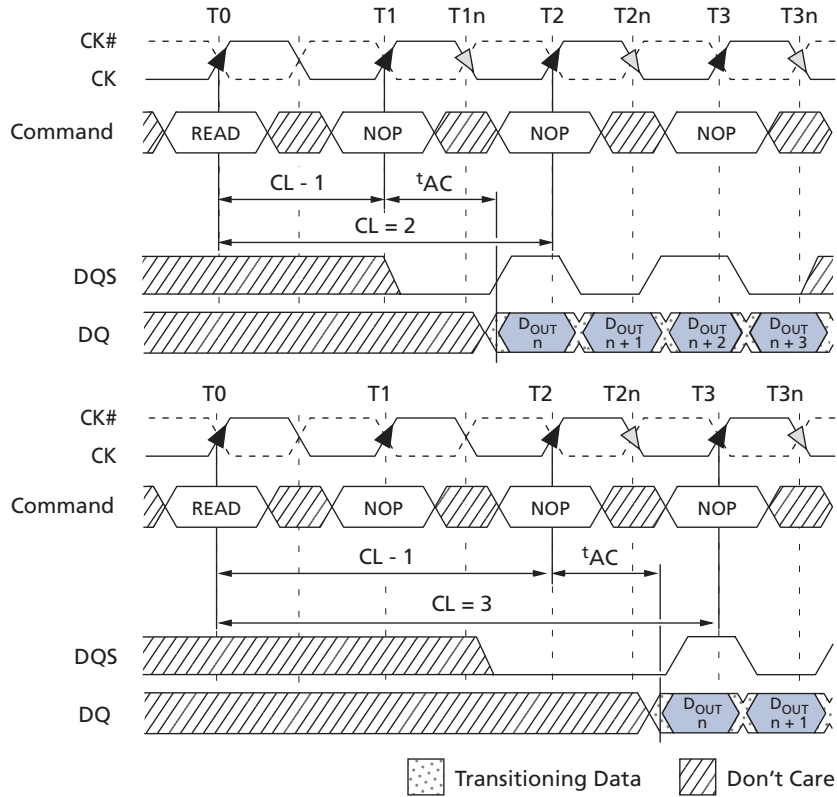 T0 T1 T1n T2 T2n T3 T3n
CK#
CK
Command READ NOP NOP NOP
CL - 1 tAC
CL = 2
DQS
DQ DOUT n DOUT n + 1 DOUT n + 2 DOUT n + 3
T0 T1 T2 T2n T3 T3n
CK#
CK
Command READ NOP NOP NOP
CL - 1 tAC
CL = 3
DQS
DQ DOUT n DOUT n + 1
Transitioning Data Don't Care